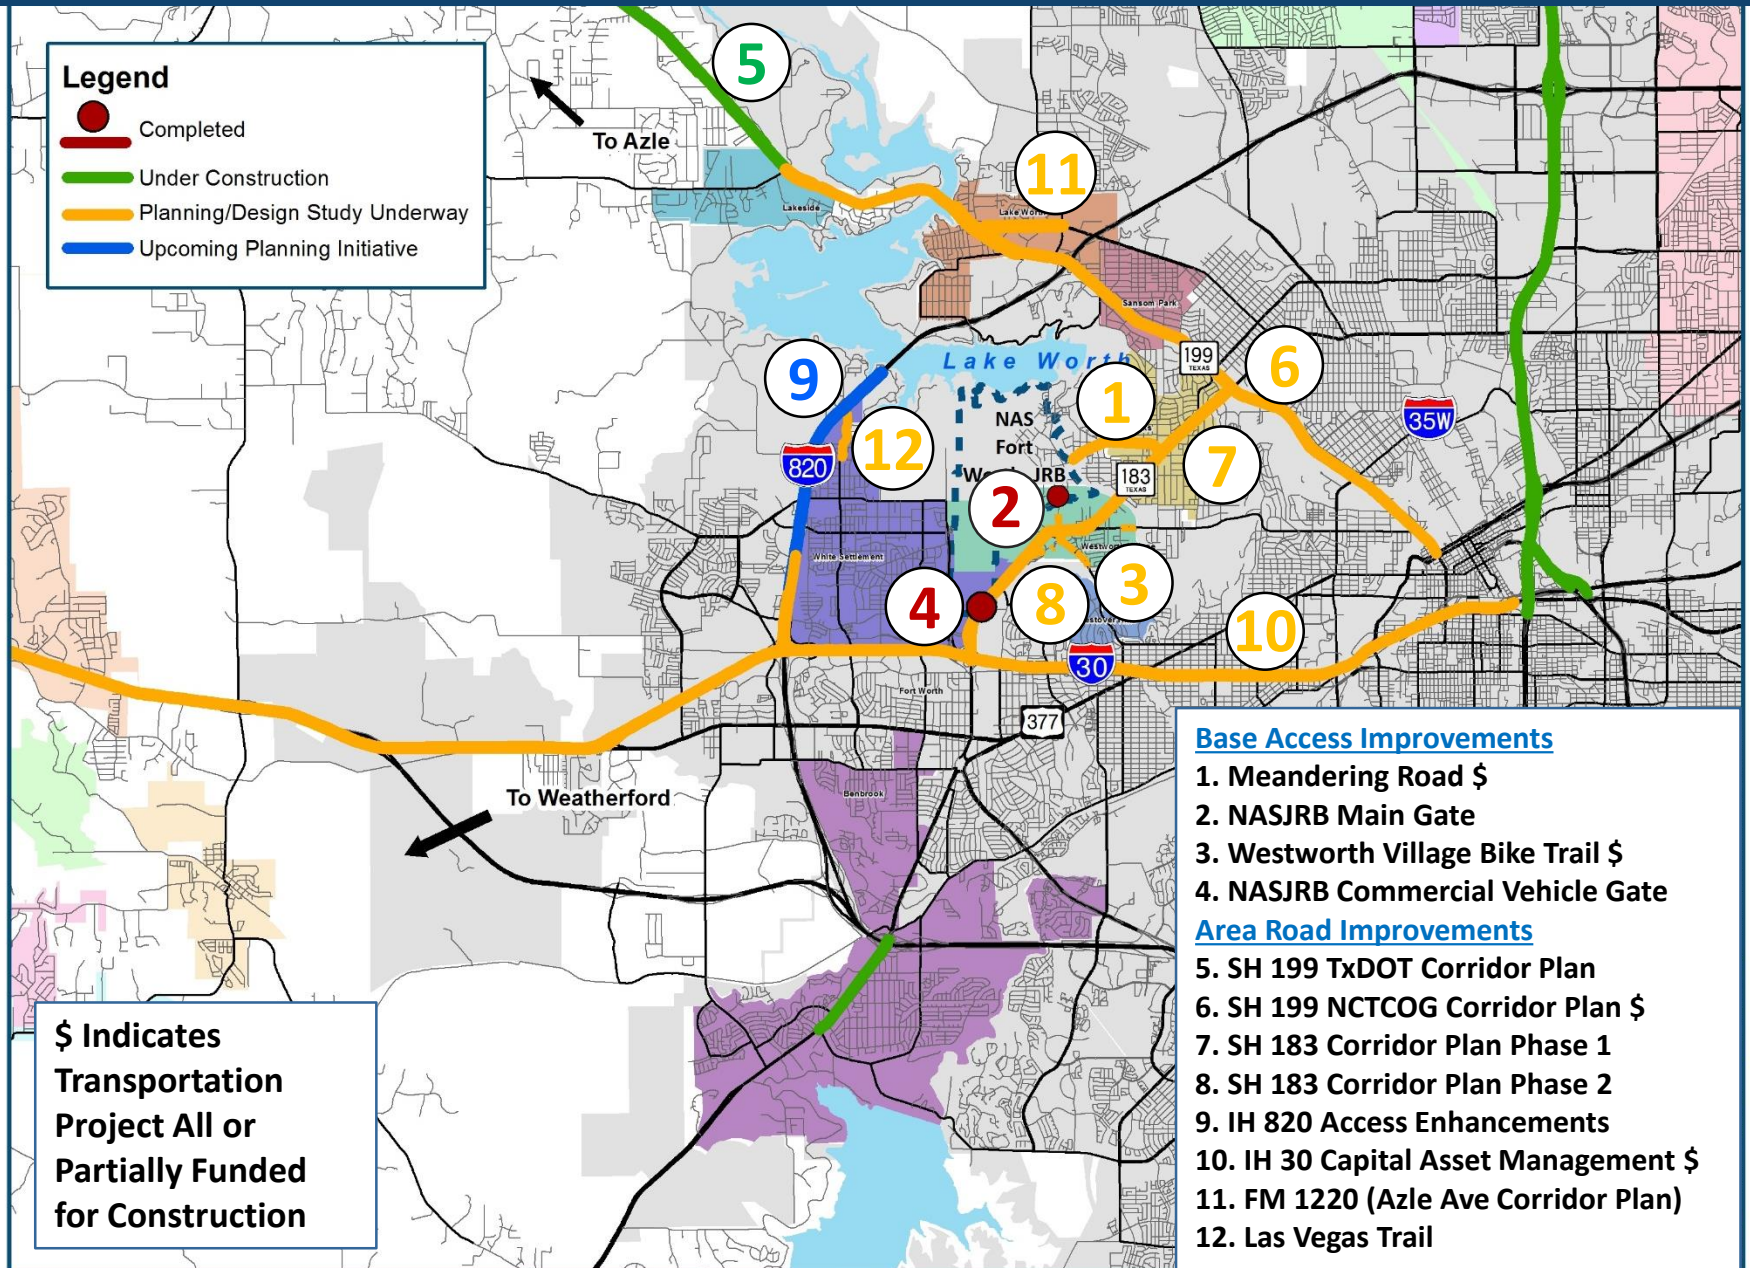 Legend
Completed
Under Construction
Planning/Design Study Underway
Upcoming Planning Initiative
5
To Azle
11
Lakeside
Lake Worth
Sansom Park
199
TEXAS
6
Lake Worth
9
1
NAS
Fort
JRB
35W
12
820
183
TEXAS
7
2
White Settlement
3
4
8
10
30
Fort Worth
377
To Weatherford
Benbrook
Base Access Improvements
1. Meandering Road $
2. NASJRB Main Gate
3. Westworth Village Bike Trail $
4. NASJRB Commercial Vehicle Gate
Area Road Improvements
5. SH 199 TxDOT Corridor Plan
6. SH 199 NCTCOG Corridor Plan $
7. SH 183 Corridor Plan Phase 1
8. SH 183 Corridor Plan Phase 2
9. IH 820 Access Enhancements
10. IH 30 Capital Asset Management $
11. FM 1220 (Azle Ave Corridor Plan)
12. Las Vegas Trail
$ Indicates
Transportation
Project All or
Partially Funded
for Construction